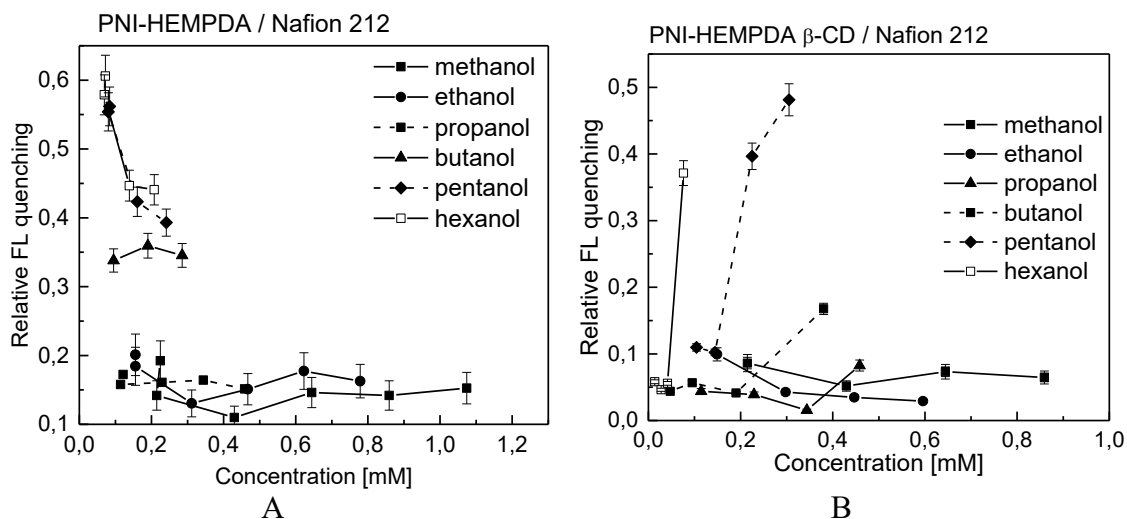 PNI-HEMPDA / Nafion 212
Relative FL quenching
0,6
0,5
0,4
0,3
0,2
0,1
methanol
ethanol
propanol
butanol
pentanol
hexanol
0,0 0,2 0,4 0,6 0,8 1,0 1,2
Concentration [mM]
A
PNI-HEMPDA β-CD / Nafion 212
Relative FL quenching
0,5
0,4
0,3
0,2
0,1
0,0
methanol
ethanol
propanol
butanol
pentanol
hexanol
0,0 0,2 0,4 0,6 0,8 1,0
Concentration [mM]
B